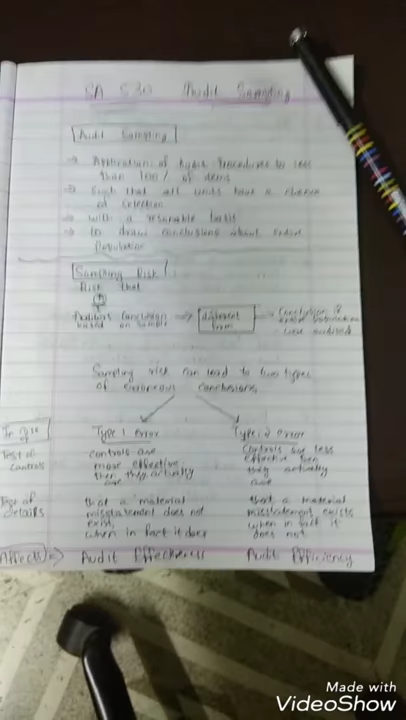 SA 530 Audit Sampling
Audit Sampling
→ Application of Audit Procedures to less
than 100% of items
→ Such that all units have a chance
of selection
→ with a resonable basis
→ to draw conclusions about entire
Population
Sampling Risk
Risk that
Auditors Conclusion → different → Conclusion if
based on sample from entire Population
were audited
Sampling risk can lead to two types
of erroneous conclusions
In case of Type 1 error Type 2 error
Test of controls are controls are less
Controls more effective effective than
then they actually they actually
are are
Test of that a material that a material
details misstatement does not misstatement exists
exist, when in fact it
when in fact it does does not
Affects ⇒ Audit Effectiveness Audit Efficiency
Made with
VideoShow